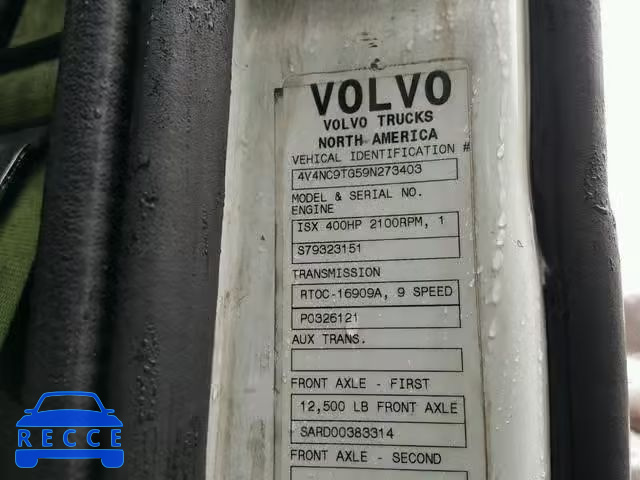 VOLVO
VOLVO TRUCKS
NORTH AMERICA
VEHICAL IDENTIFICATION #
4V4NC9TG59N273403
MODEL & SERIAL NO.
ENGINE
ISX 400HP 2100RPM, 1
S79323151
TRANSMISSION
RTOC-16909A, 9 SPEED
P0326121
AUX TRANS.
FRONT AXLE - FIRST
12,500 LB FRONT AXLE
SARD00383314
FRONT AXLE - SECOND
RECCE